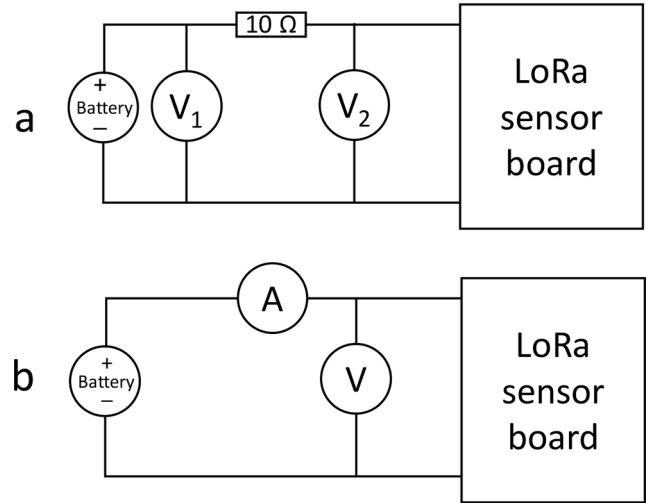 a
+
Battery
–
V1
10 Ω
V2
LoRa
sensor
board
b
+
Battery
–
A
V
LoRa
sensor
board